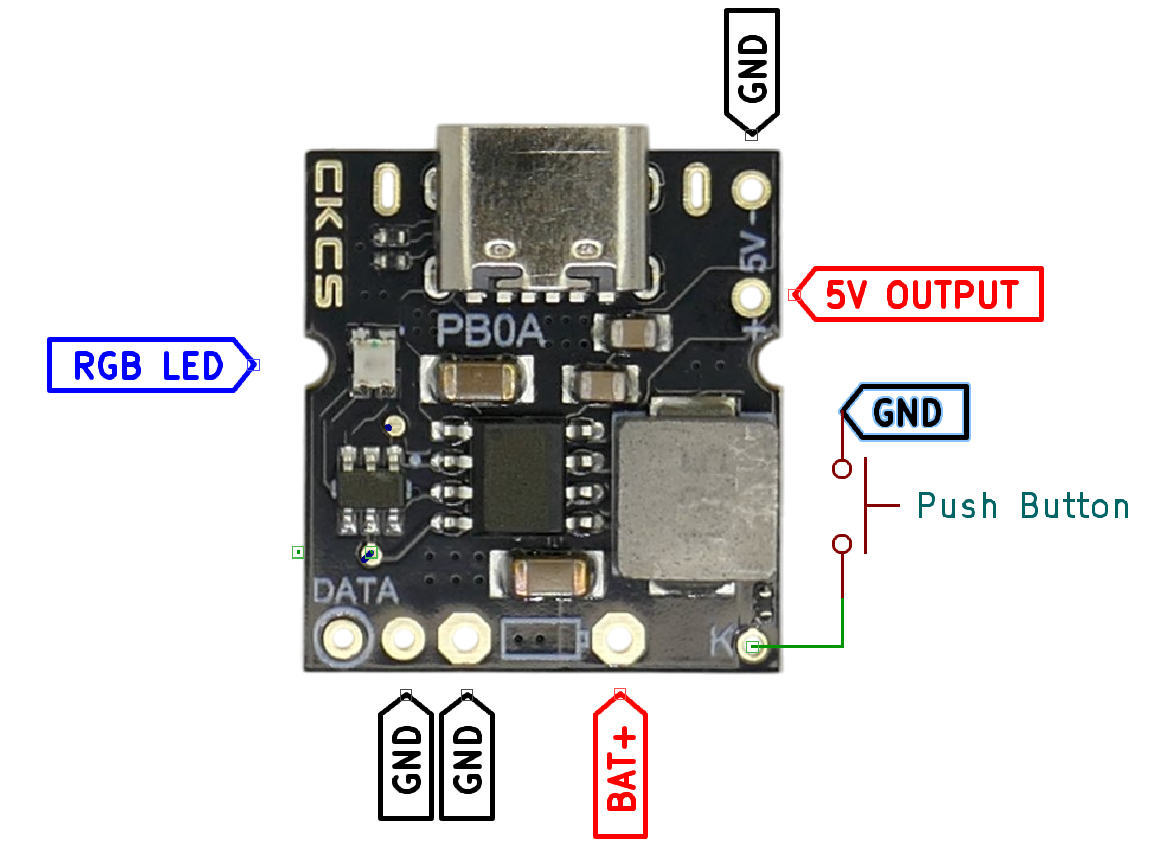 GND
CKCS
5V -
+
5V OUTPUT
PB0A
RGB LED
GND
Push Button
DATA
K
GND
GND
BAT+